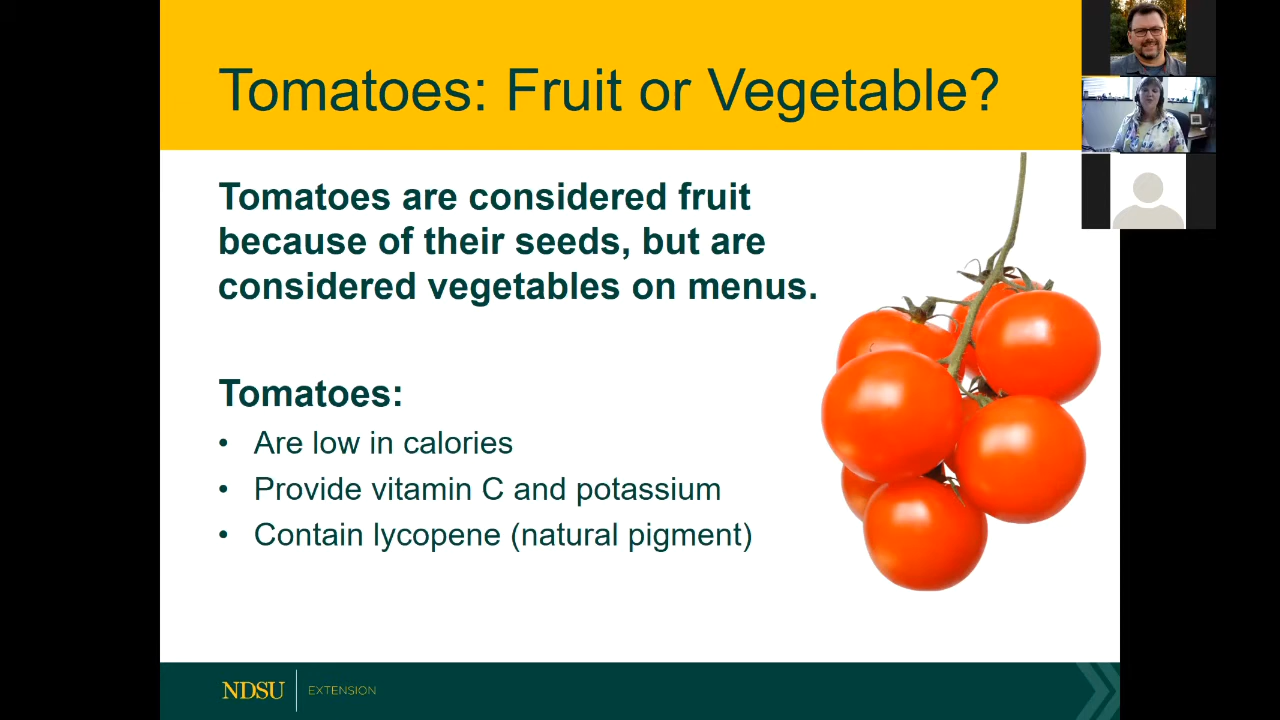 Tomatoes: Fruit or Vegetable?
Tomatoes are considered fruit
because of their seeds, but are
considered vegetables on menus.
Tomatoes:
• Are low in calories
• Provide vitamin C and potassium
• Contain lycopene (natural pigment)
NDSU EXTENSION